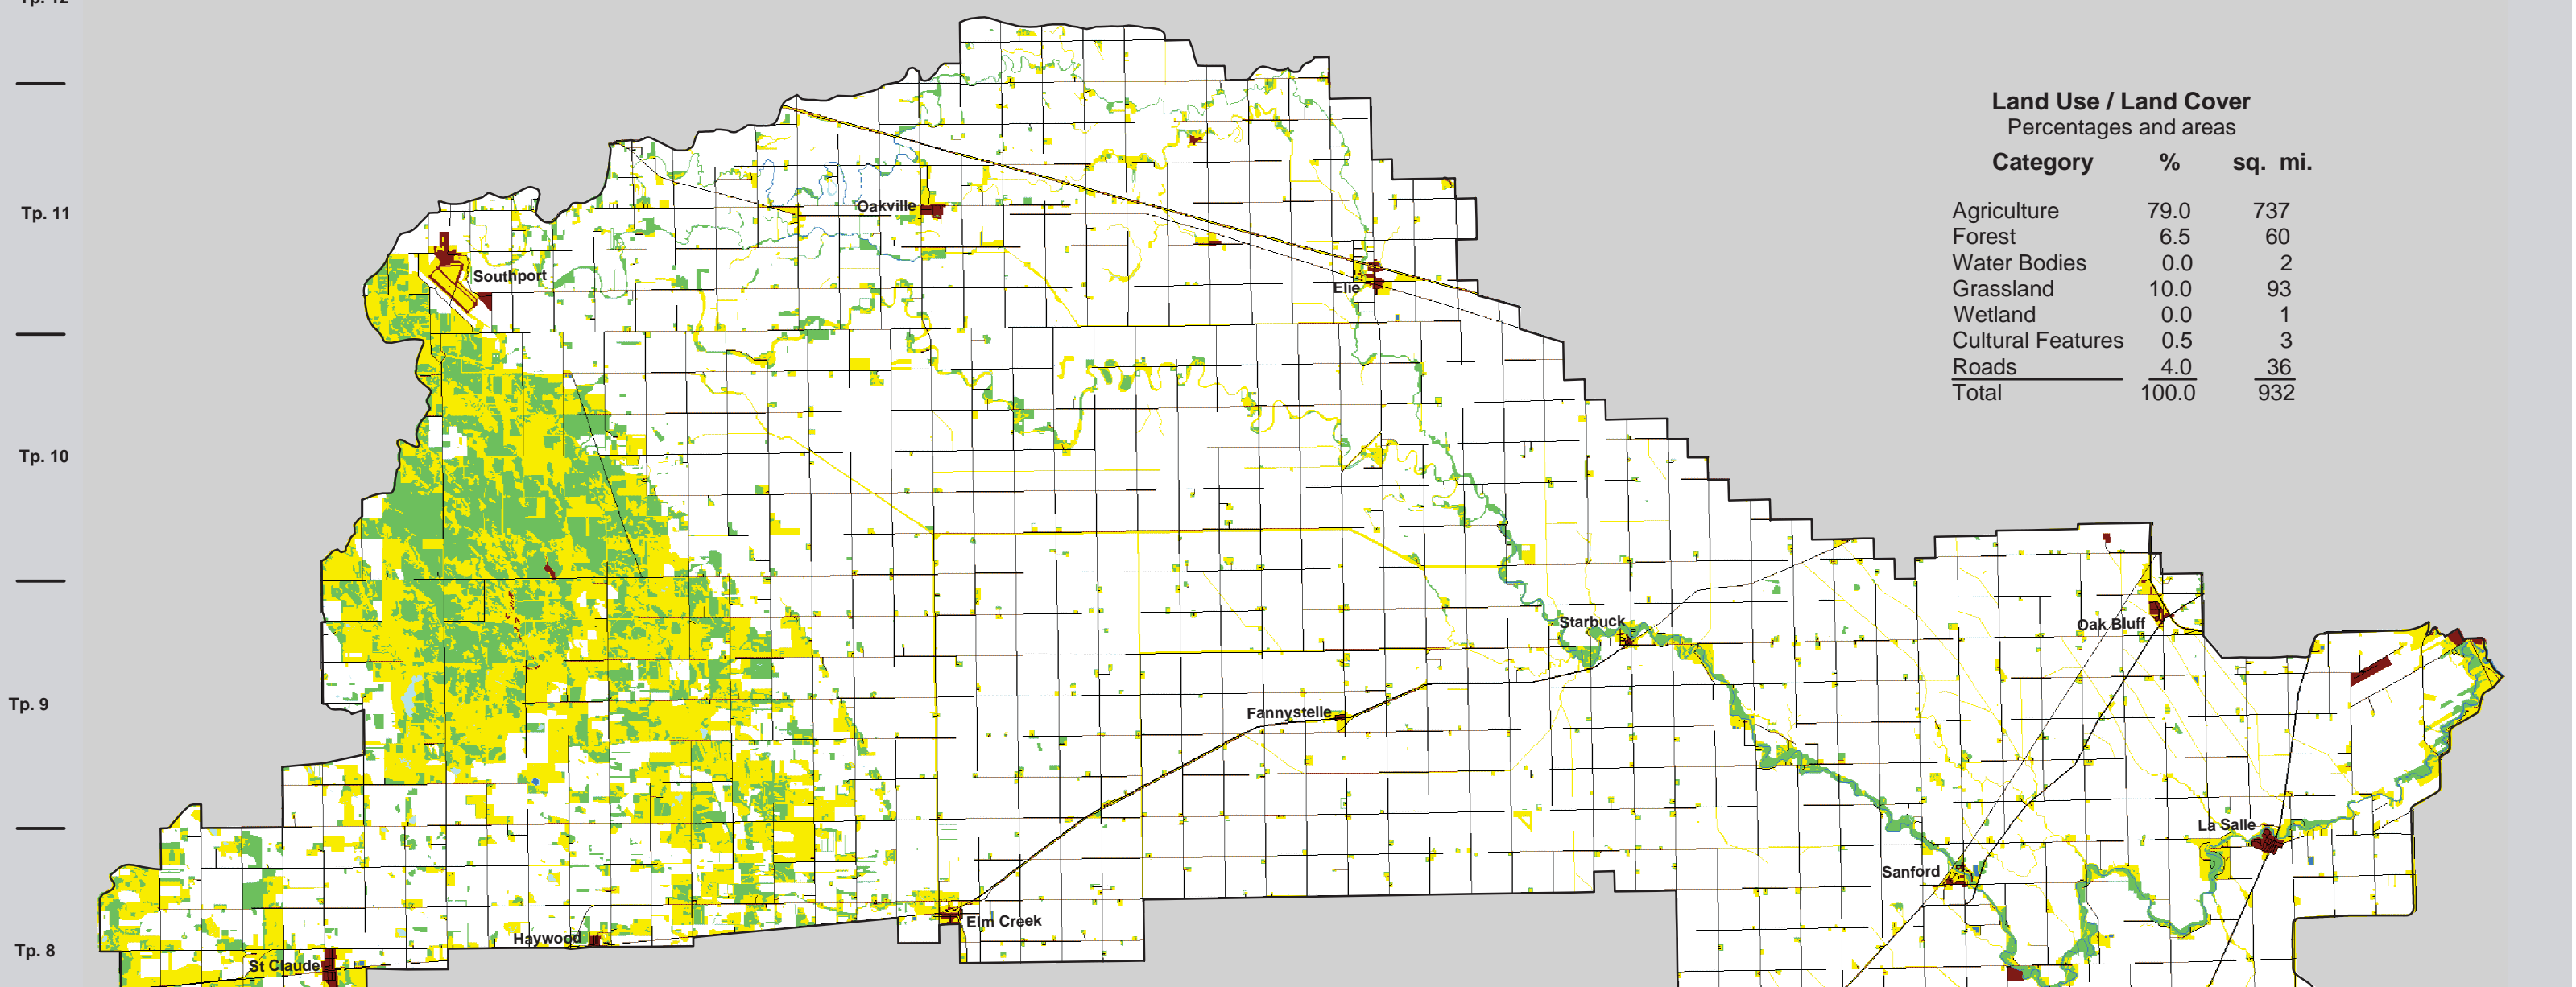 Tp. 12
Land Use / Land Cover
Percentages and areas
Category % sq. mi.
Agriculture 79.0 737
Forest 6.5 60
Water Bodies 0.0 2
Grassland 10.0 93
Wetland 0.0 1
Cultural Features 0.5 3
Roads 4.0 36
Total 100.0 932
Tp. 11
Oakville
Southport
Elie
Tp. 10
Starbuck
Oak Bluff
Tp. 9
Fannystelle
La Salle
Sanford
Elm Creek
Haywood
Tp. 8
St Claude